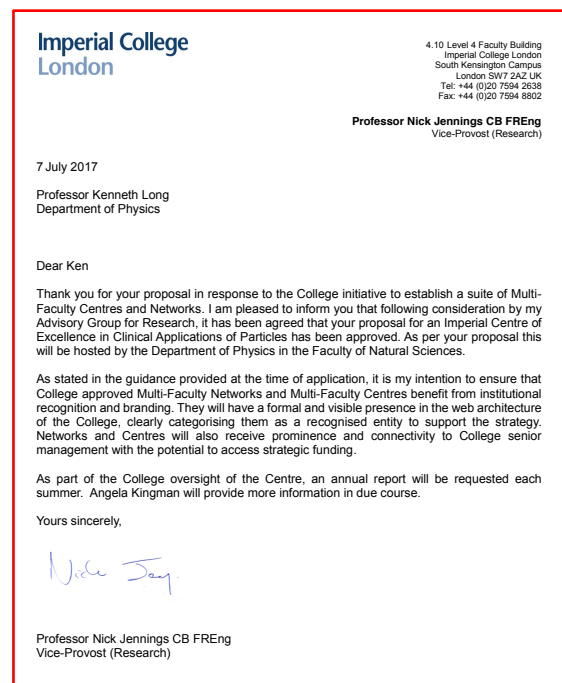 Imperial College
London
4.10 Level 4 Faculty Building
Imperial College London
South Kensington Campus
London SW7 2AZ UK
Tel: +44 (0)20 7594 2638
Fax: +44 (0)20 7594 8802
Professor Nick Jennings CB FREng
Vice-Provost (Research)
7 July 2017
Professor Kenneth Long
Department of Physics
Dear Ken
Thank you for your proposal in response to the College initiative to establish a suite of Multi-
Faculty Centres and Networks. I am pleased to inform you that following consideration by my
Advisory Group for Research, it has been agreed that your proposal for an Imperial Centre of
Excellence in Clinical Applications of Particles has been approved. As per your proposal this
will be hosted by the Department of Physics in the Faculty of Natural Sciences.
As stated in the guidance provided at the time of application, it is my intention to ensure that
College approved Multi-Faculty Networks and Multi-Faculty Centres benefit from institutional
recognition and branding. They will have a formal and visible presence in the web architecture
of the College, clearly categorising them as a recognised entity to support the strategy.
Networks and Centres will also receive prominence and connectivity to College senior
management with the potential to access strategic funding.
As part of the College oversight of the Centre, an annual report will be requested each
summer. Angela Kingman will provide more information in due course.
Yours sincerely,
Professor Nick Jennings CB FREng
Vice-Provost (Research)